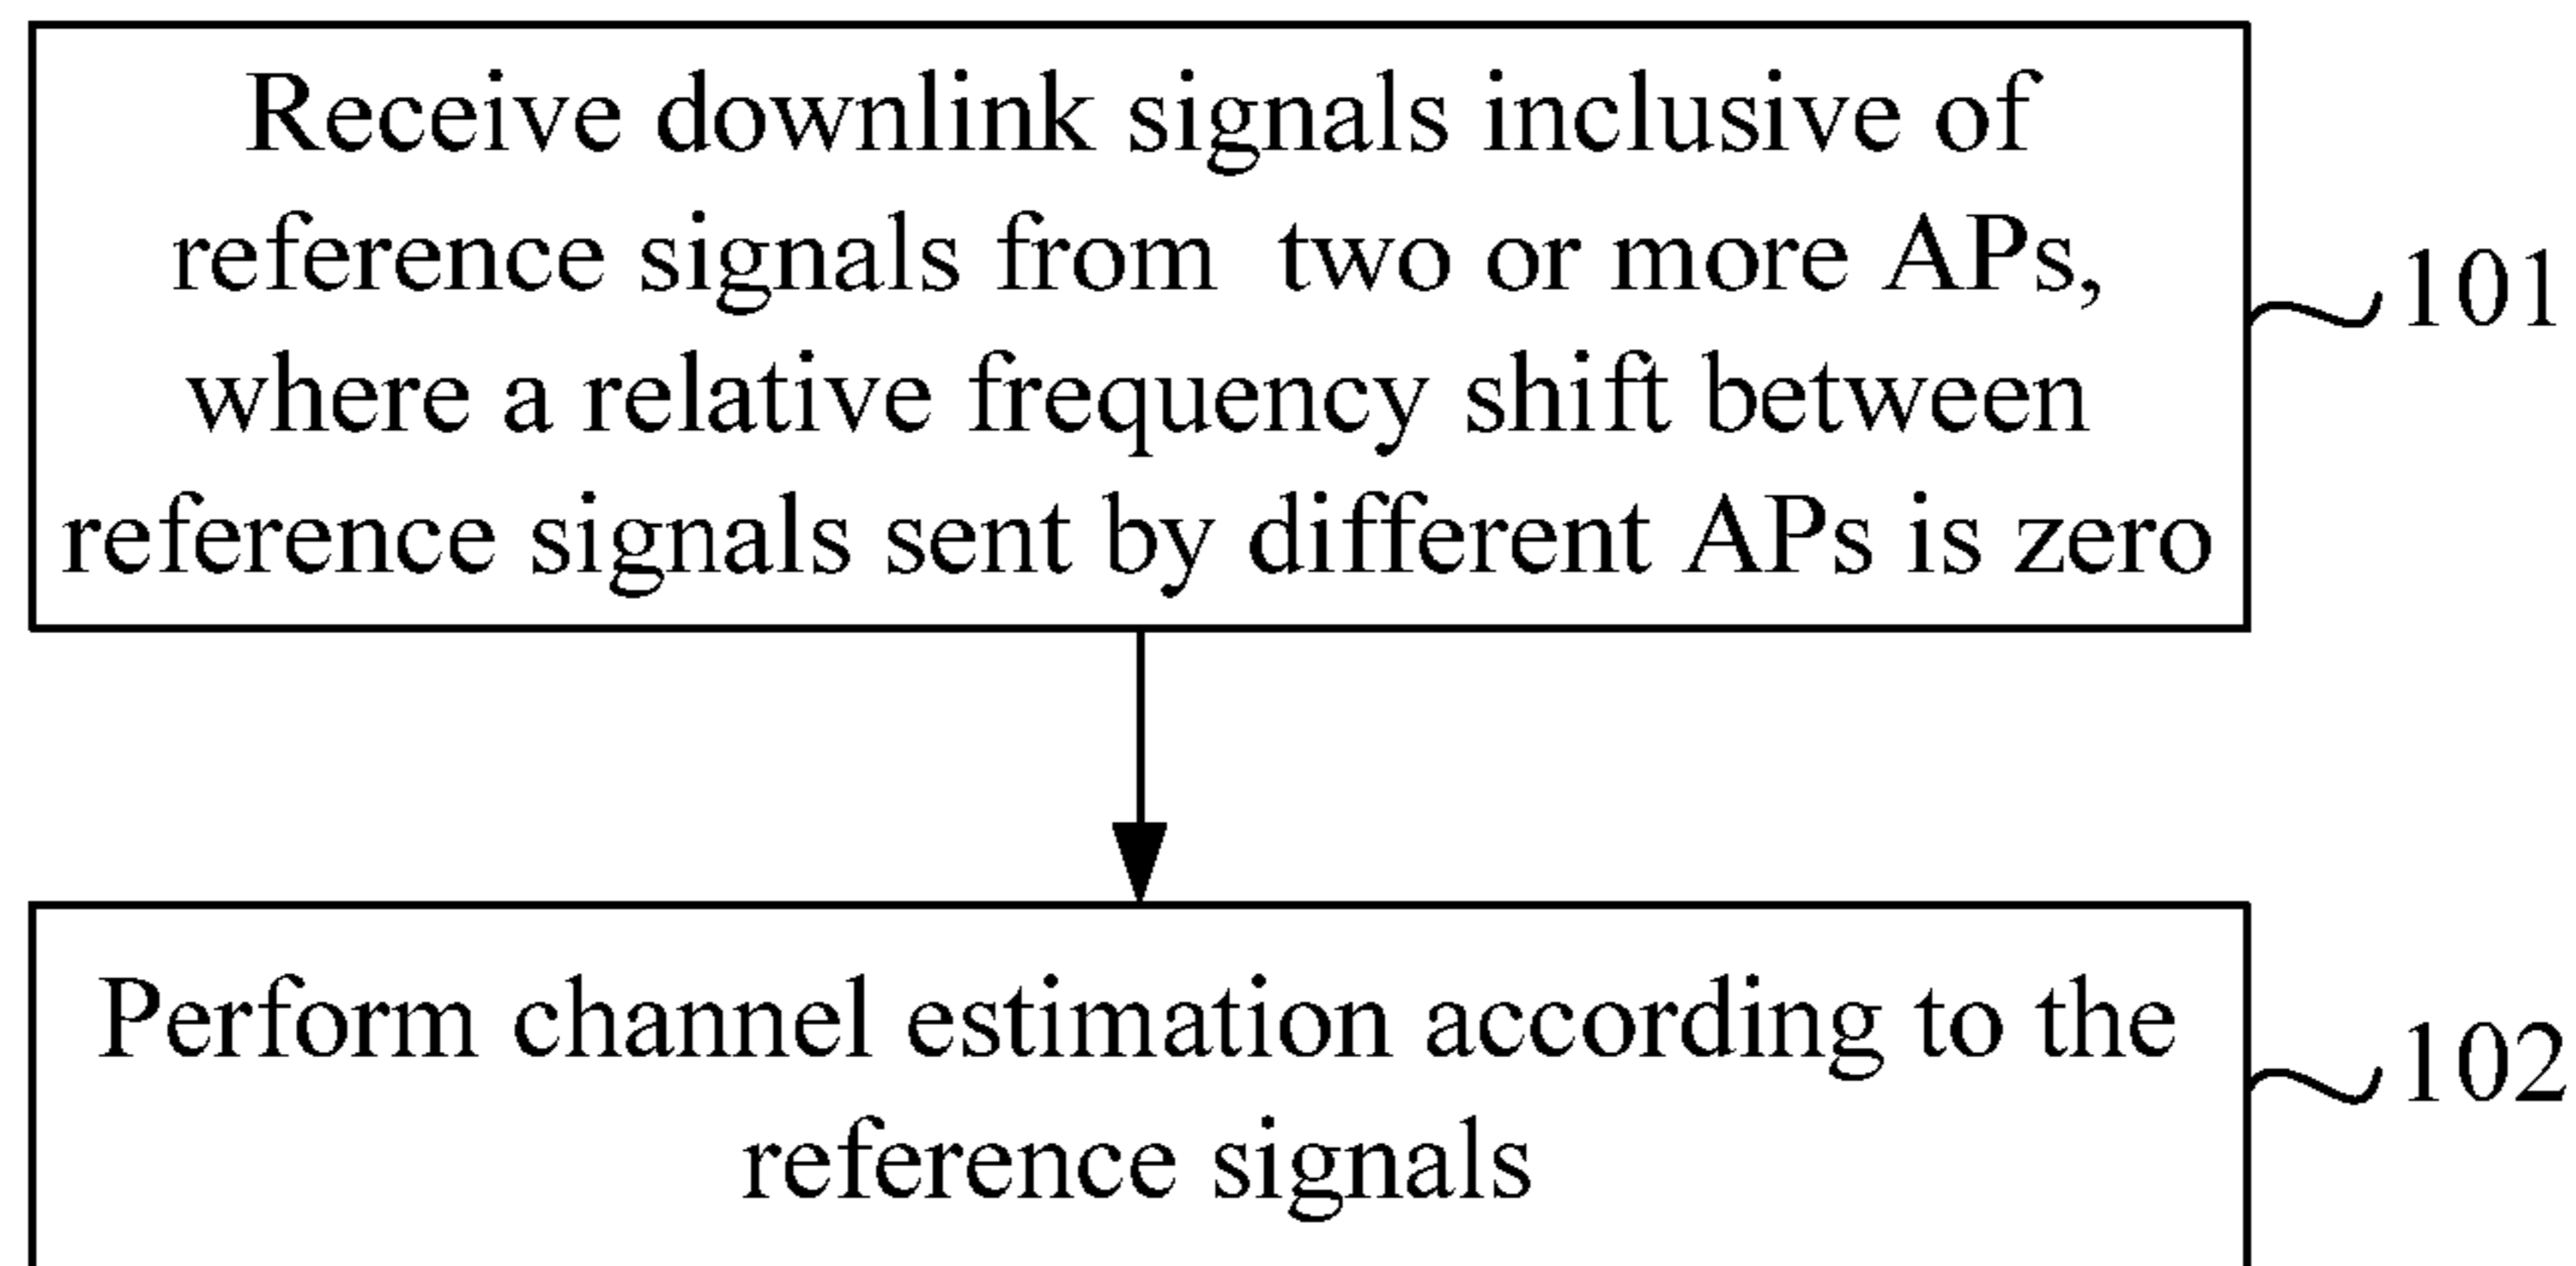 Receive downlink signals inclusive of
reference signals from two or more APs,
where a relative frequency shift between
reference signals sent by different APs is zero
101
Perform channel estimation according to the
reference signals
102